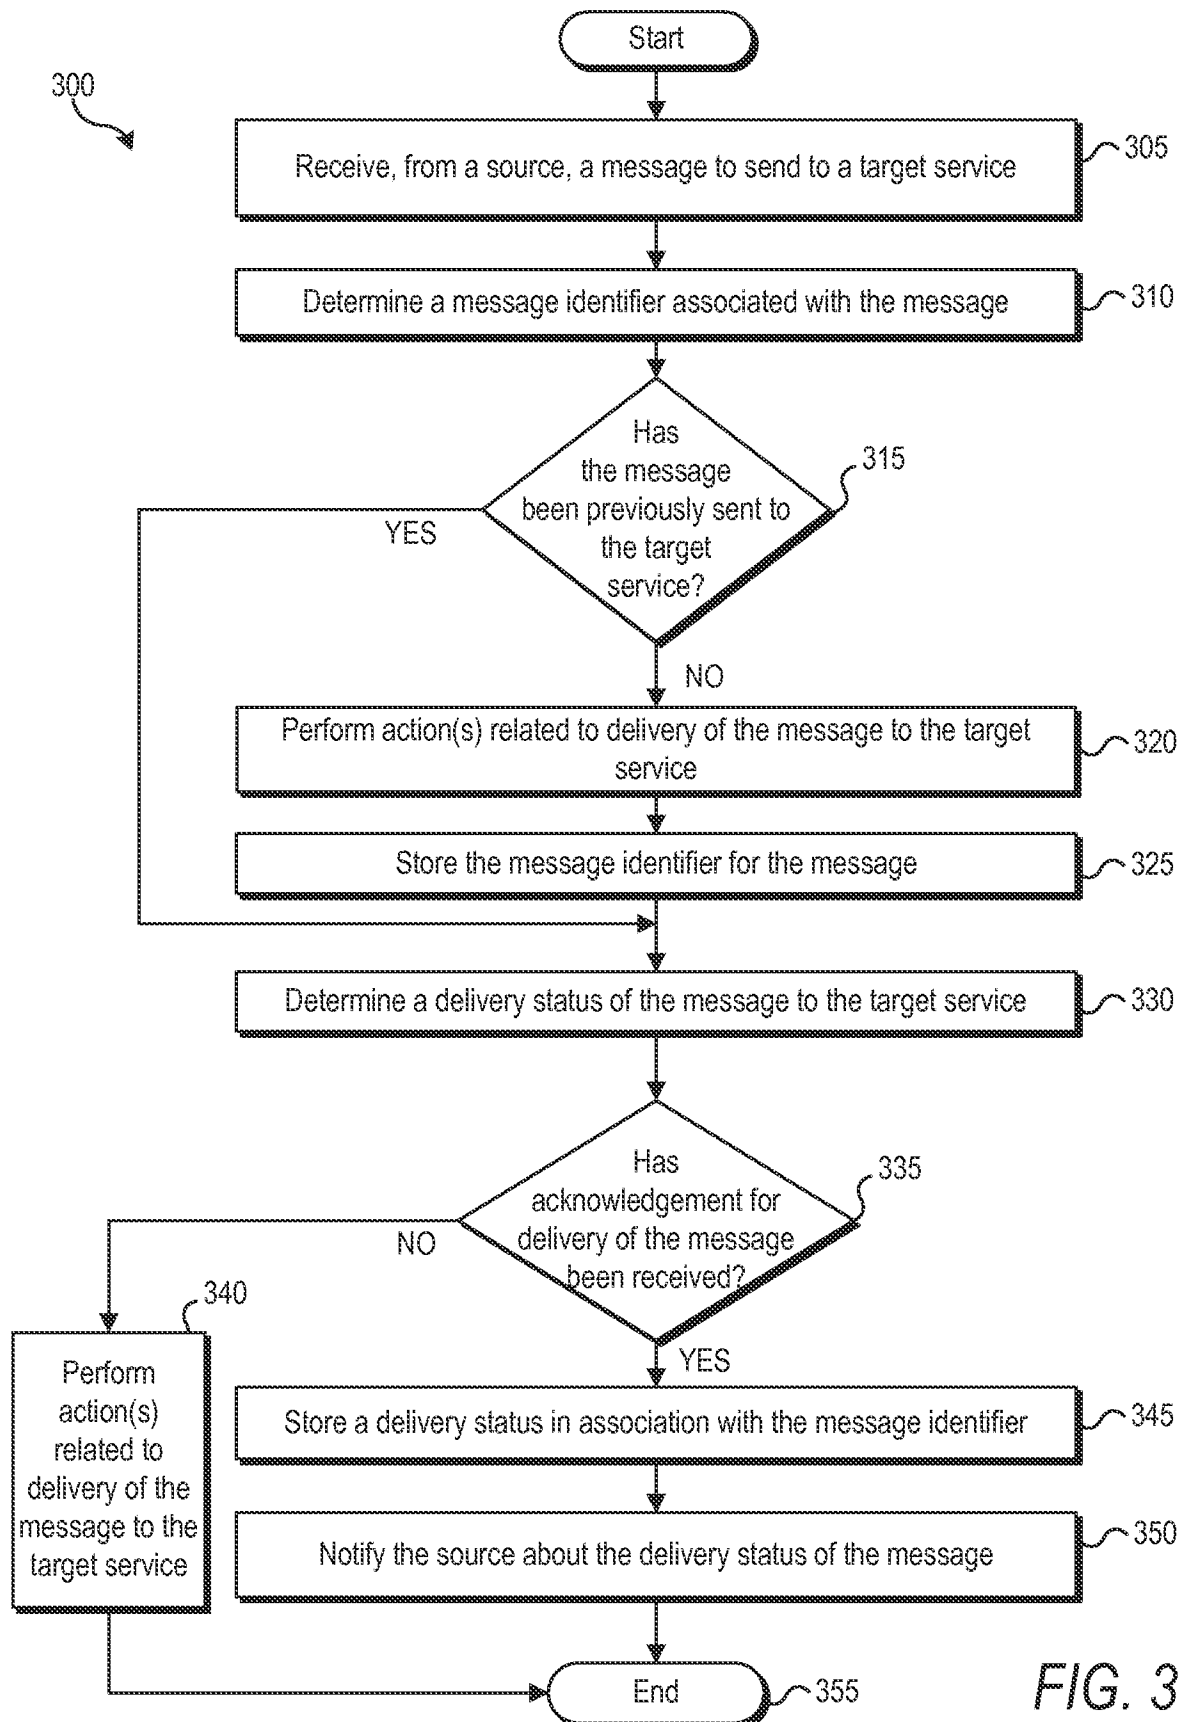 Start
300
Receive, from a source, a message to send to a target service
305
Determine a message identifier associated with the message
310
Has
the message
been previously sent to
the target
service?
315
YES
NO
Perform action(s) related to delivery of the message to the target
service
320
Store the message identifier for the message
325
Determine a delivery status of the message to the target service
330
Has
acknowledgement for
delivery of the message
been received?
335
NO
YES
340
Perform
action(s)
related to
delivery of the
message to the
target service
Store a delivery status in association with the message identifier
345
Notify the source about the delivery status of the message
350
End
355
FIG. 3